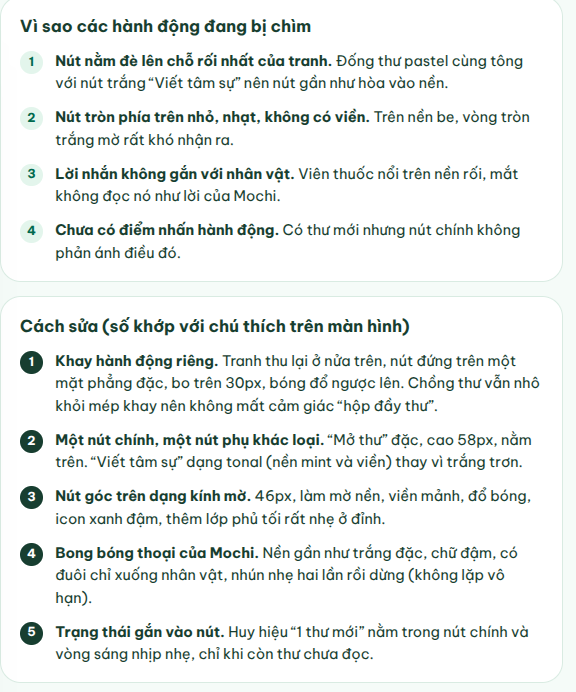 Vì sao các hành động đang bị chìm
1 Nút nằm đè lên chỗ rối nhất của tranh. Đống thư pastel cùng tông
với nút trắng “Viết tâm sự” nên nút gần như hòa vào nền.
2 Nút tròn phía trên nhỏ, nhạt, không có viền. Trên nền be, vòng tròn
trắng mờ rất khó nhận ra.
3 Lời nhắn không gắn với nhân vật. Viên thuốc nổi trên nền rối, mắt
không đọc nó như lời của Mochi.
4 Chưa có điểm nhấn hành động. Có thư mới nhưng nút chính không
phản ánh điều đó.
Cách sửa (số khớp với chú thích trên màn hình)
1 Khay hành động riêng. Tranh thu lại ở nửa trên, nút đứng trên một
mặt phẳng đặc, bo trên 30px, bóng đổ ngược lên. Chồng thư vẫn nhô
khỏi mép khay nên không mất cảm giác “hộp đầy thư”.
2 Một nút chính, một nút phụ khác loại. “Mở thư” đặc, cao 58px, nằm
trên. “Viết tâm sự” dạng tonal (nền mint và viền) thay vì trắng trơn.
3 Nút góc trên dạng kính mờ. 46px, làm mờ nền, viền mảnh, đổ bóng,
icon xanh đậm, thêm lớp phủ tối rất nhẹ ở đỉnh.
4 Bong bóng thoại của Mochi. Nền gần như trắng đặc, chữ đậm, có
đuôi chỉ xuống nhân vật, nhún nhẹ hai lần rồi dừng (không lặp vô
hạn).
5 Trạng thái gắn vào nút. Huy hiệu “1 thư mới” nằm trong nút chính và
vòng sáng nhịp nhẹ, chỉ khi còn thư chưa đọc.